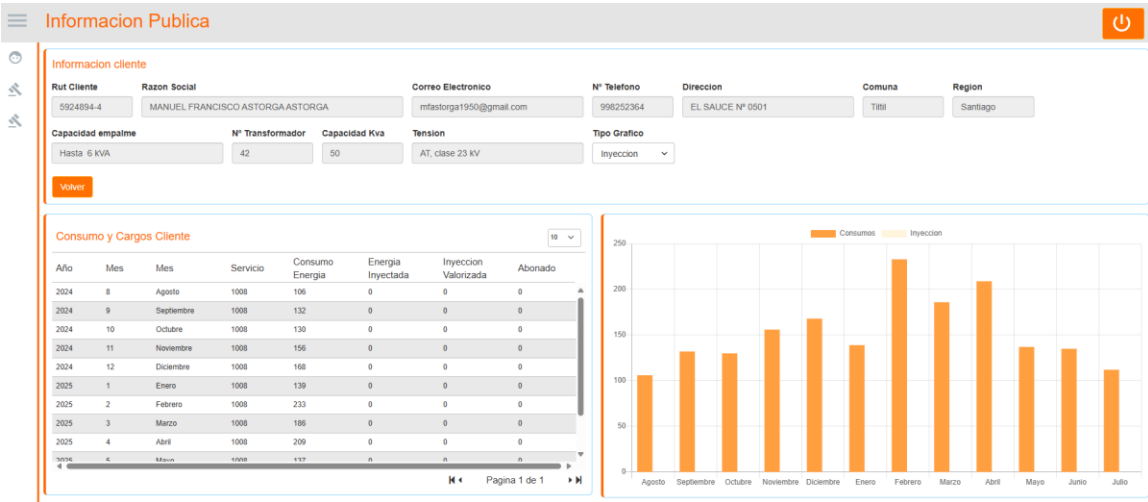 Informacion Publica
Informacion cliente
Rut Cliente Razon Social Correo Electronico Nº Telefono Direccion Comuna Region
5924894-4 MANUEL FRANCISCO ASTORGA ASTORGA mfastorga1950@gmail.com 998252364 EL SAUCE Nº 0501 Tiltil Santiago
Capacidad empalme Nº Transformador Capacidad Kva Tension Tipo Grafico
Hasta 6 kVA 42 50 AT, clase 23 kV Inyeccion
Volver
Consumo y Cargos Cliente 10
Año Mes Mes Servicio Consumo Energia Energia Inyectada Inyeccion Valorizada Abonado
2024 8 Agosto 1008 106 0 0 0
2024 9 Septiembre 1008 132 0 0 0
2024 10 Octubre 1008 130 0 0 0
2024 11 Noviembre 1008 156 0 0 0
2024 12 Diciembre 1008 168 0 0 0
2025 1 Enero 1008 139 0 0 0
2025 2 Febrero 1008 233 0 0 0
2025 3 Marzo 1008 186 0 0 0
2025 4 Abril 1008 209 0 0 0
2025 5 Mayo 1008 137 0 0 0
Pagina 1 de 1
Consumos Inyeccion
250
200
150
100
50
0
Agosto Septiembre Octubre Noviembre Diciembre Enero Febrero Marzo Abril Mayo Junio Julio